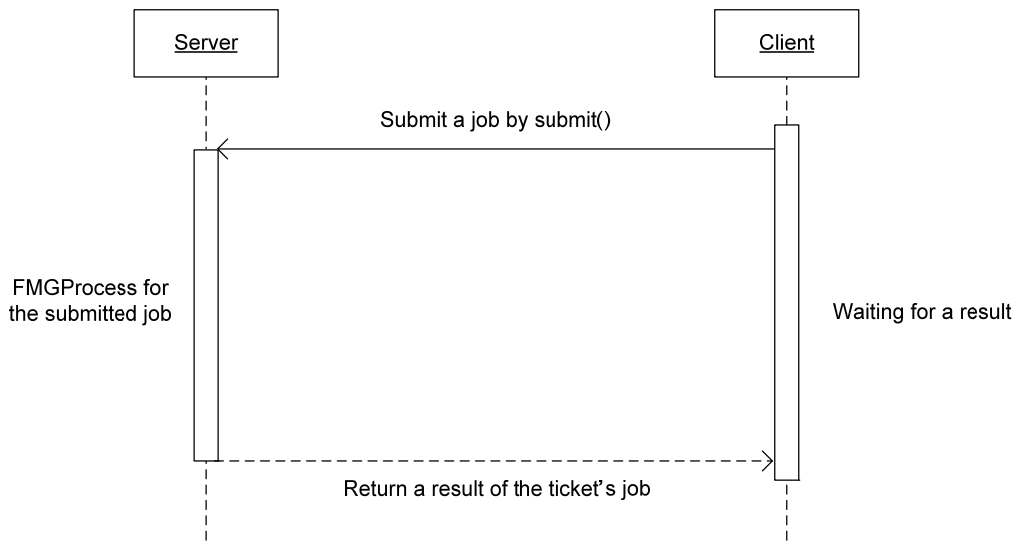 Server
Client
Submit a job by submit()
FMGProcess for
the submitted job
Waiting for a result
Return a result of the ticket’s job